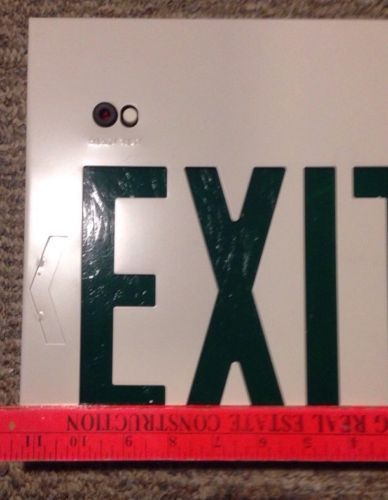 EXIT
G REAL ESTATE CONSTRUCTION
11 10 9 8 7 6 5 4